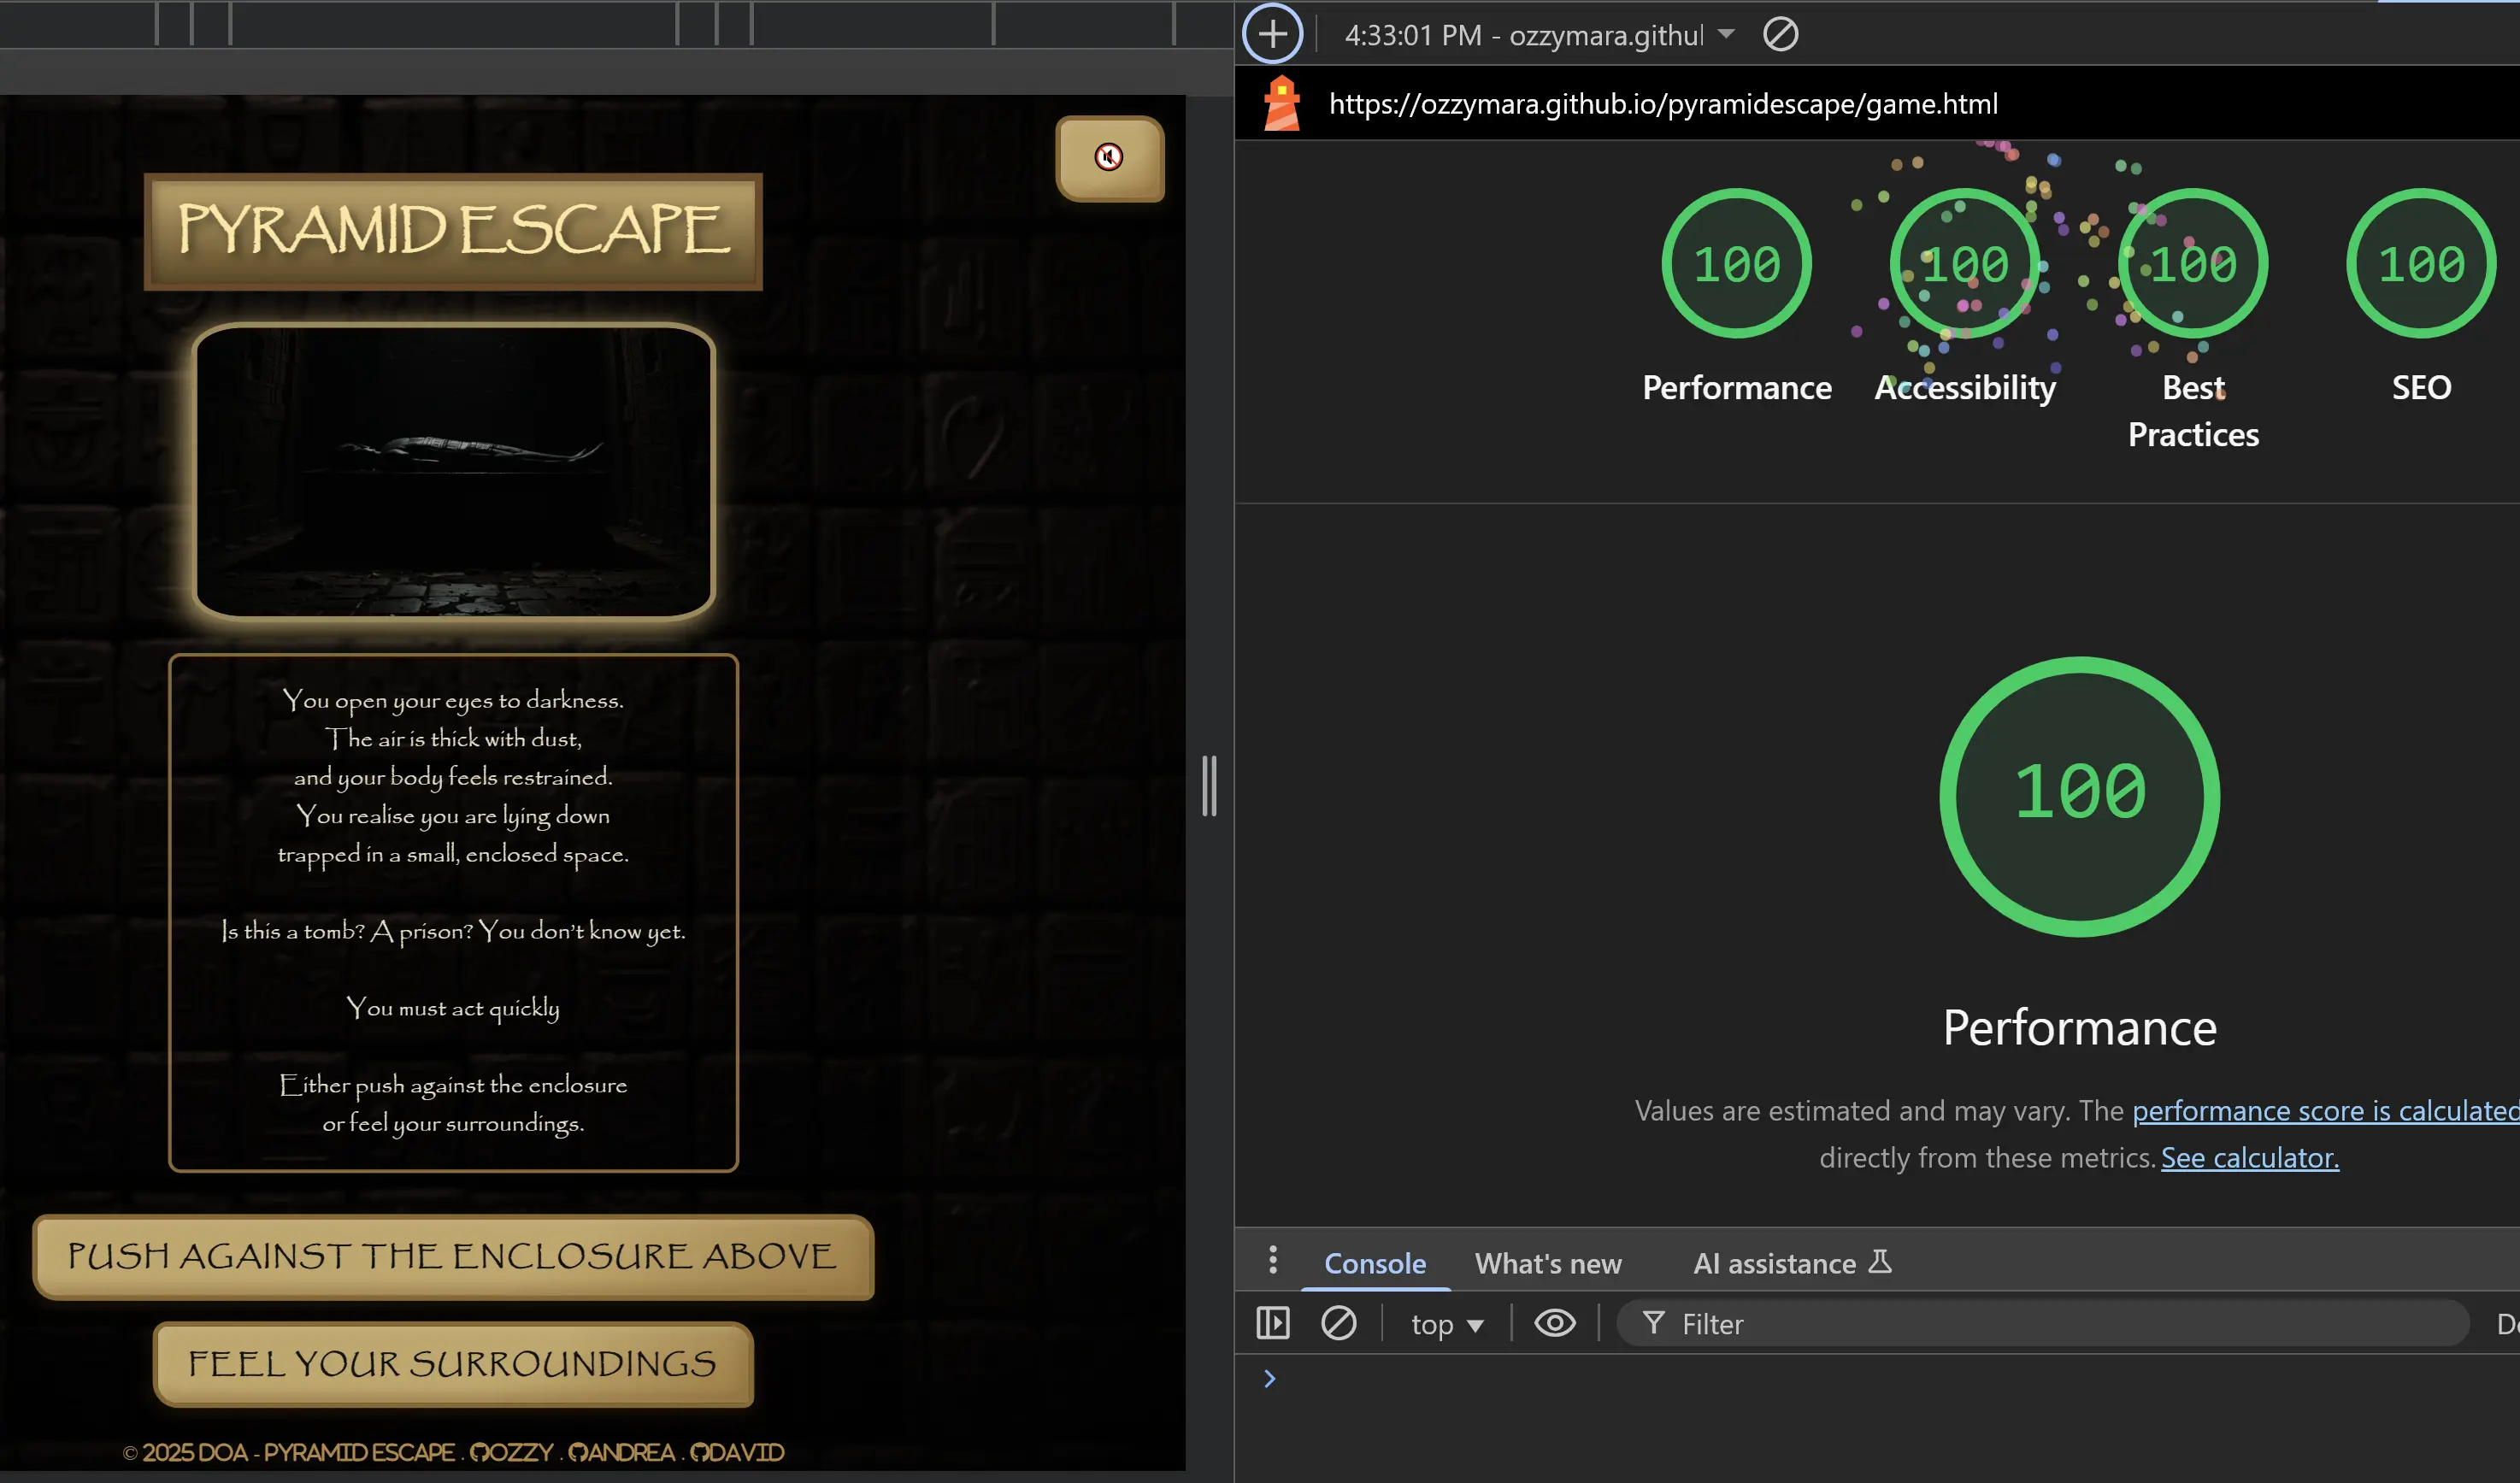 PYRAMID ESCAPE
You open your eyes to darkness.
The air is thick with dust,
and your body feels restrained.
You realise you are lying down
trapped in a small, enclosed space.
Is this a tomb? A prison? You don't know yet.
You must act quickly
Either push against the enclosure
or feel your surroundings.
PUSH AGAINST THE ENCLOSURE ABOVE
FEEL YOUR SURROUNDINGS
© 2025 DOA - PYRAMID ESCAPE . OZZY . ANDREA . DAVID
4:33:01 PM - ozzymara.githu
https://ozzymara.github.io/pyramidescape/game.html
100 100 100 100
Performance Accessibility Best Practices SEO
100
Performance
Values are estimated and may vary. The performance score is calculated
directly from these metrics. See calculator.
Console What's new AI assistance
top Filter